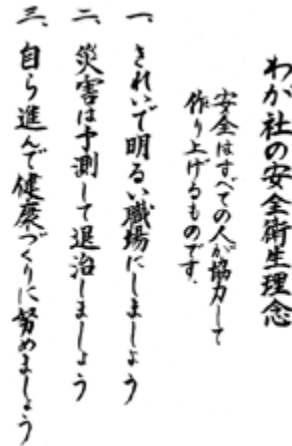 わが社の安全衛生理念
安全はすべての人が協力して
作り上げるものです.
一、きれいで明るい職場にしましょう
二、災害は予測して退治しましょう
三、自ら進んで健康づくりに努めましょう